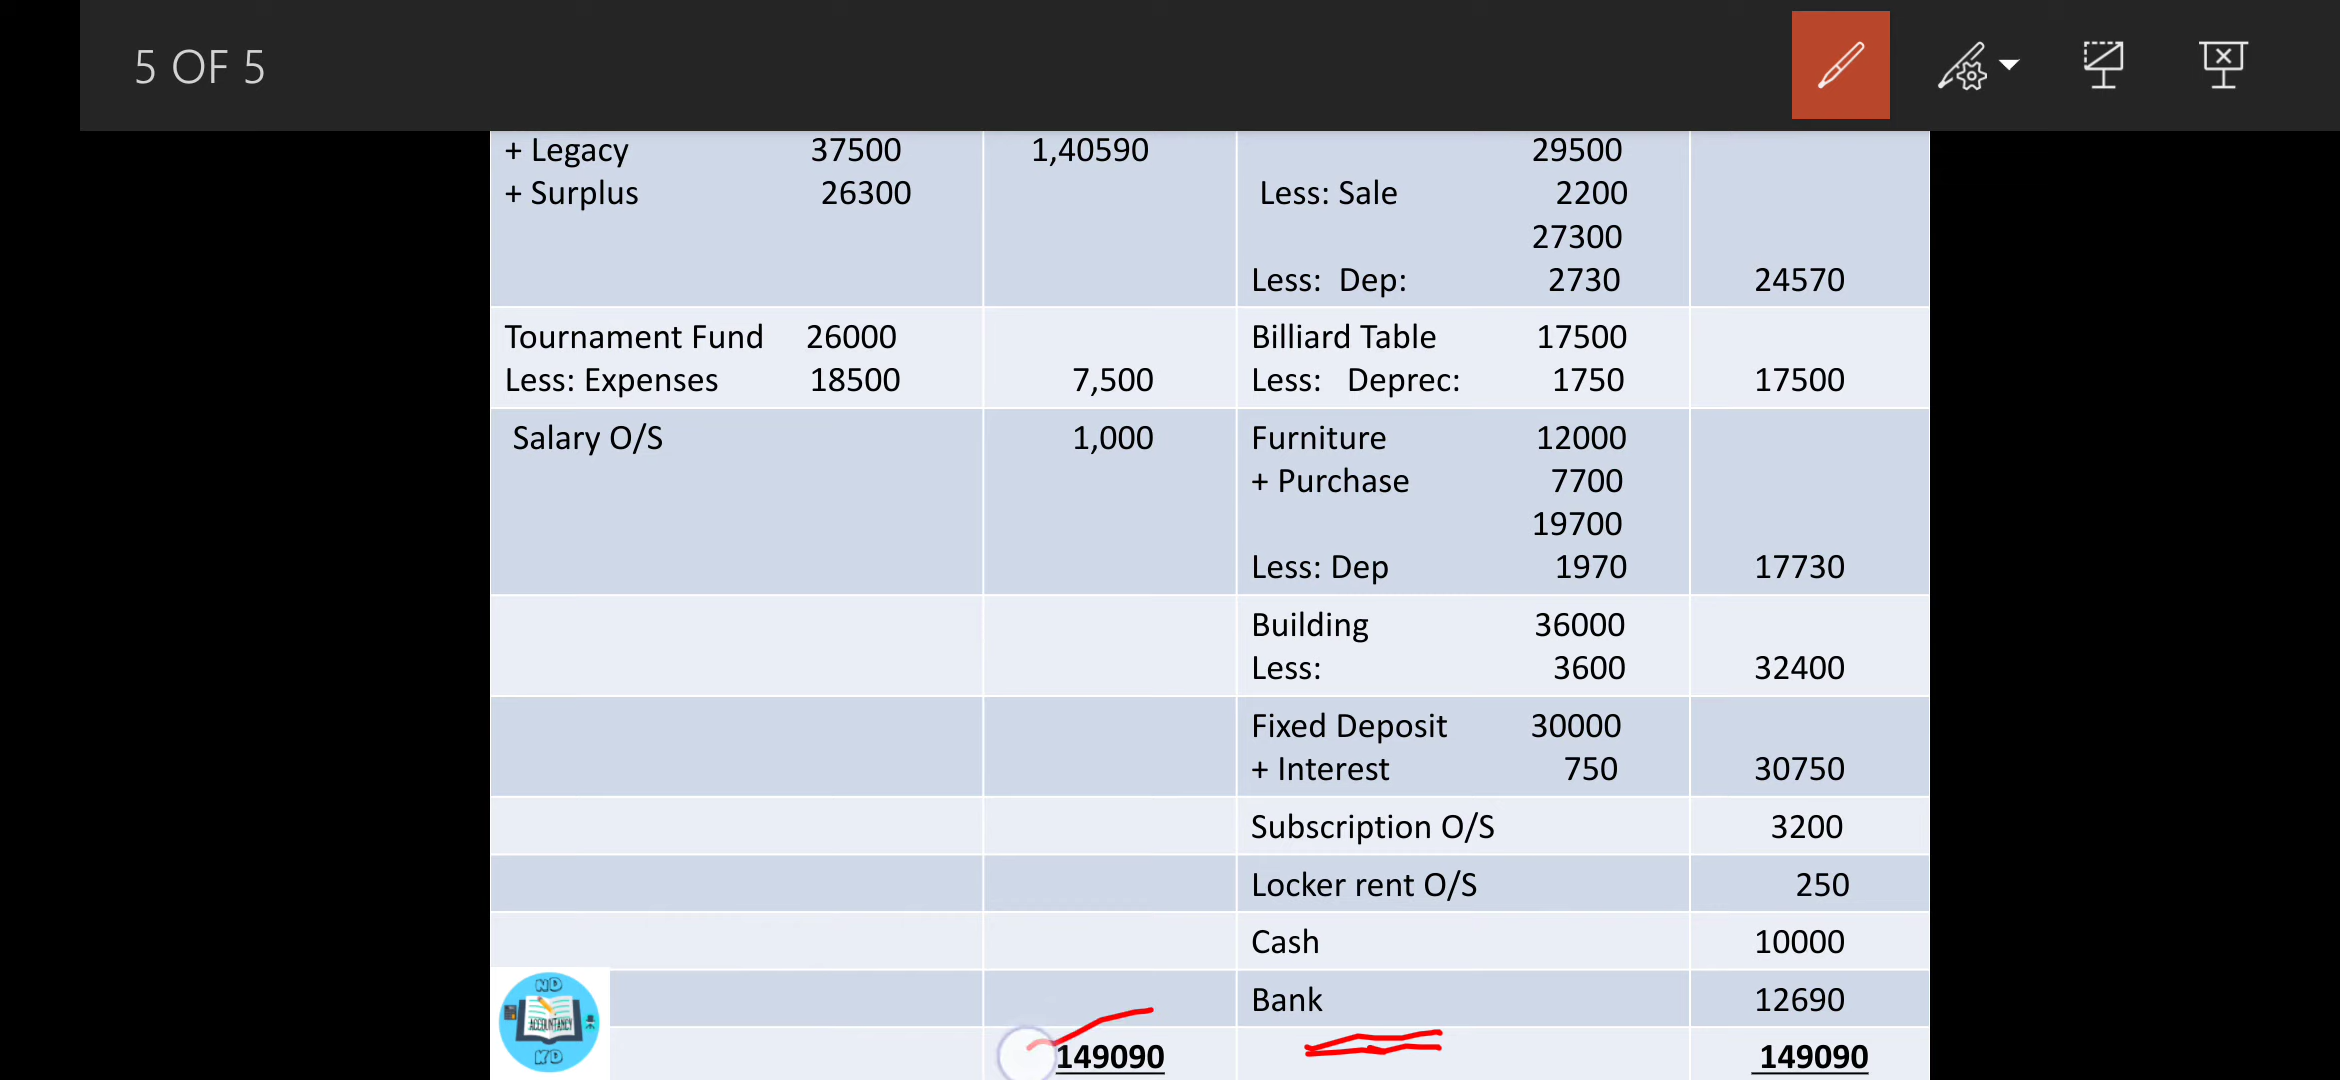 5 OF 5
+ Legacy 37500 1,40590 29500
+ Surplus 26300 Less: Sale 2200
27300
Less: Dep: 2730 24570
Tournament Fund 26000 Billiard Table 17500
Less: Expenses 18500 7,500 Less: Deprec: 1750 17500
Salary O/S 1,000 Furniture 12000
+ Purchase 7700
19700
Less: Dep 1970 17730
Building 36000
Less: 3600 32400
Fixed Deposit 30000
+ Interest 750 30750
Subscription O/S 3200
Locker rent O/S 250
Cash 10000
Bank 12690
149090 149090
ND
ACCOUNTANCY
KD